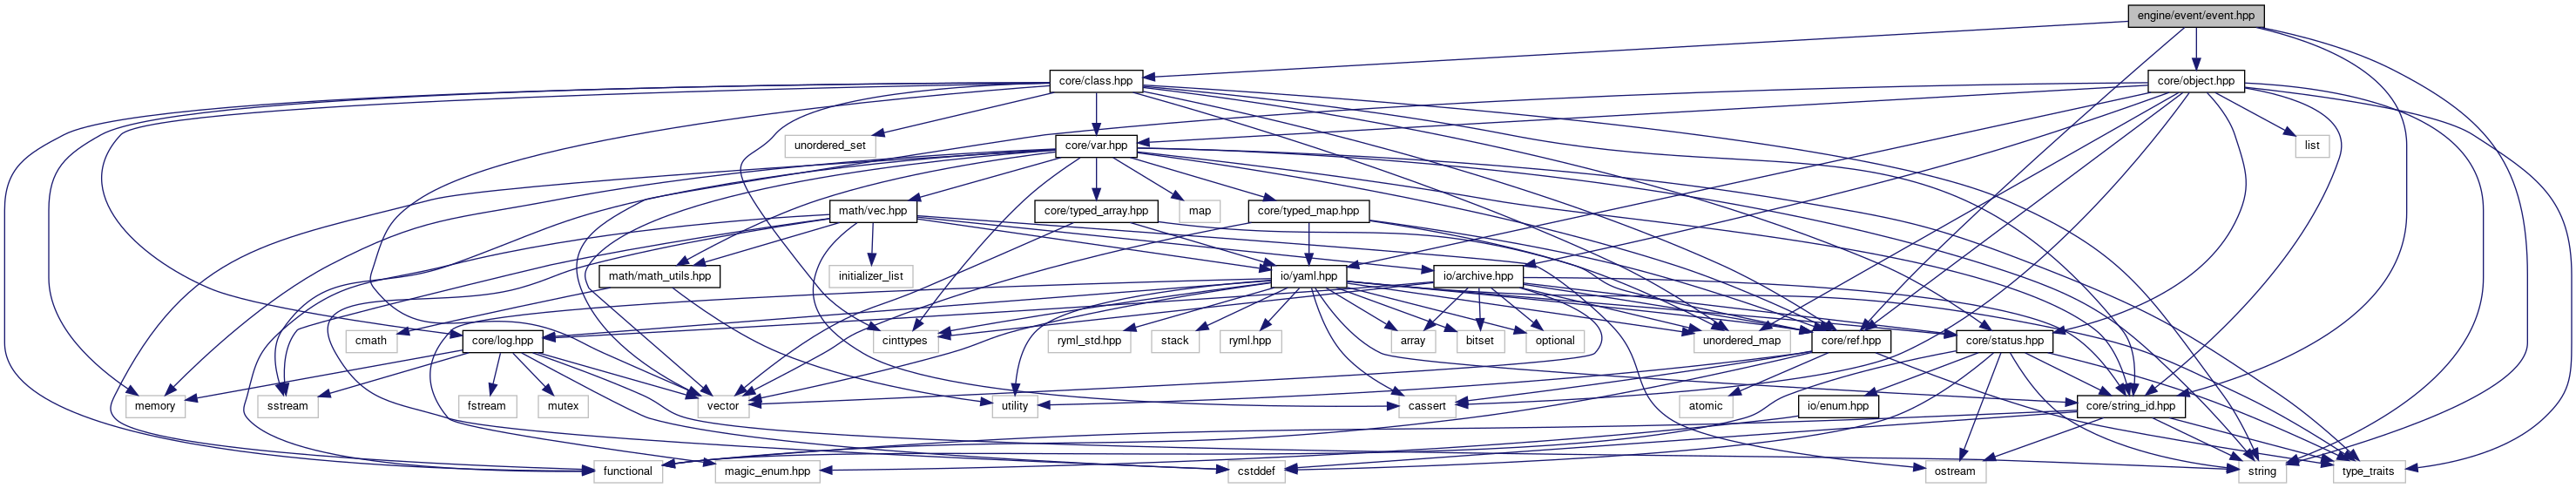 engine/event/event.hpp
core/class.hpp
core/object.hpp
unordered_set
core/var.hpp
list
math/vec.hpp
core/typed_array.hpp
map
core/typed_map.hpp
math/math_utils.hpp
initializer_list
io/yaml.hpp
io/archive.hpp
cmath
core/log.hpp
cinttypes
ryml_std.hpp
stack
ryml.hpp
array
bitset
optional
unordered_map
core/ref.hpp
core/status.hpp
memory
sstream
fstream
mutex
vector
utility
cassert
atomic
io/enum.hpp
core/string_id.hpp
functional
magic_enum.hpp
cstddef
ostream
string
type_traits